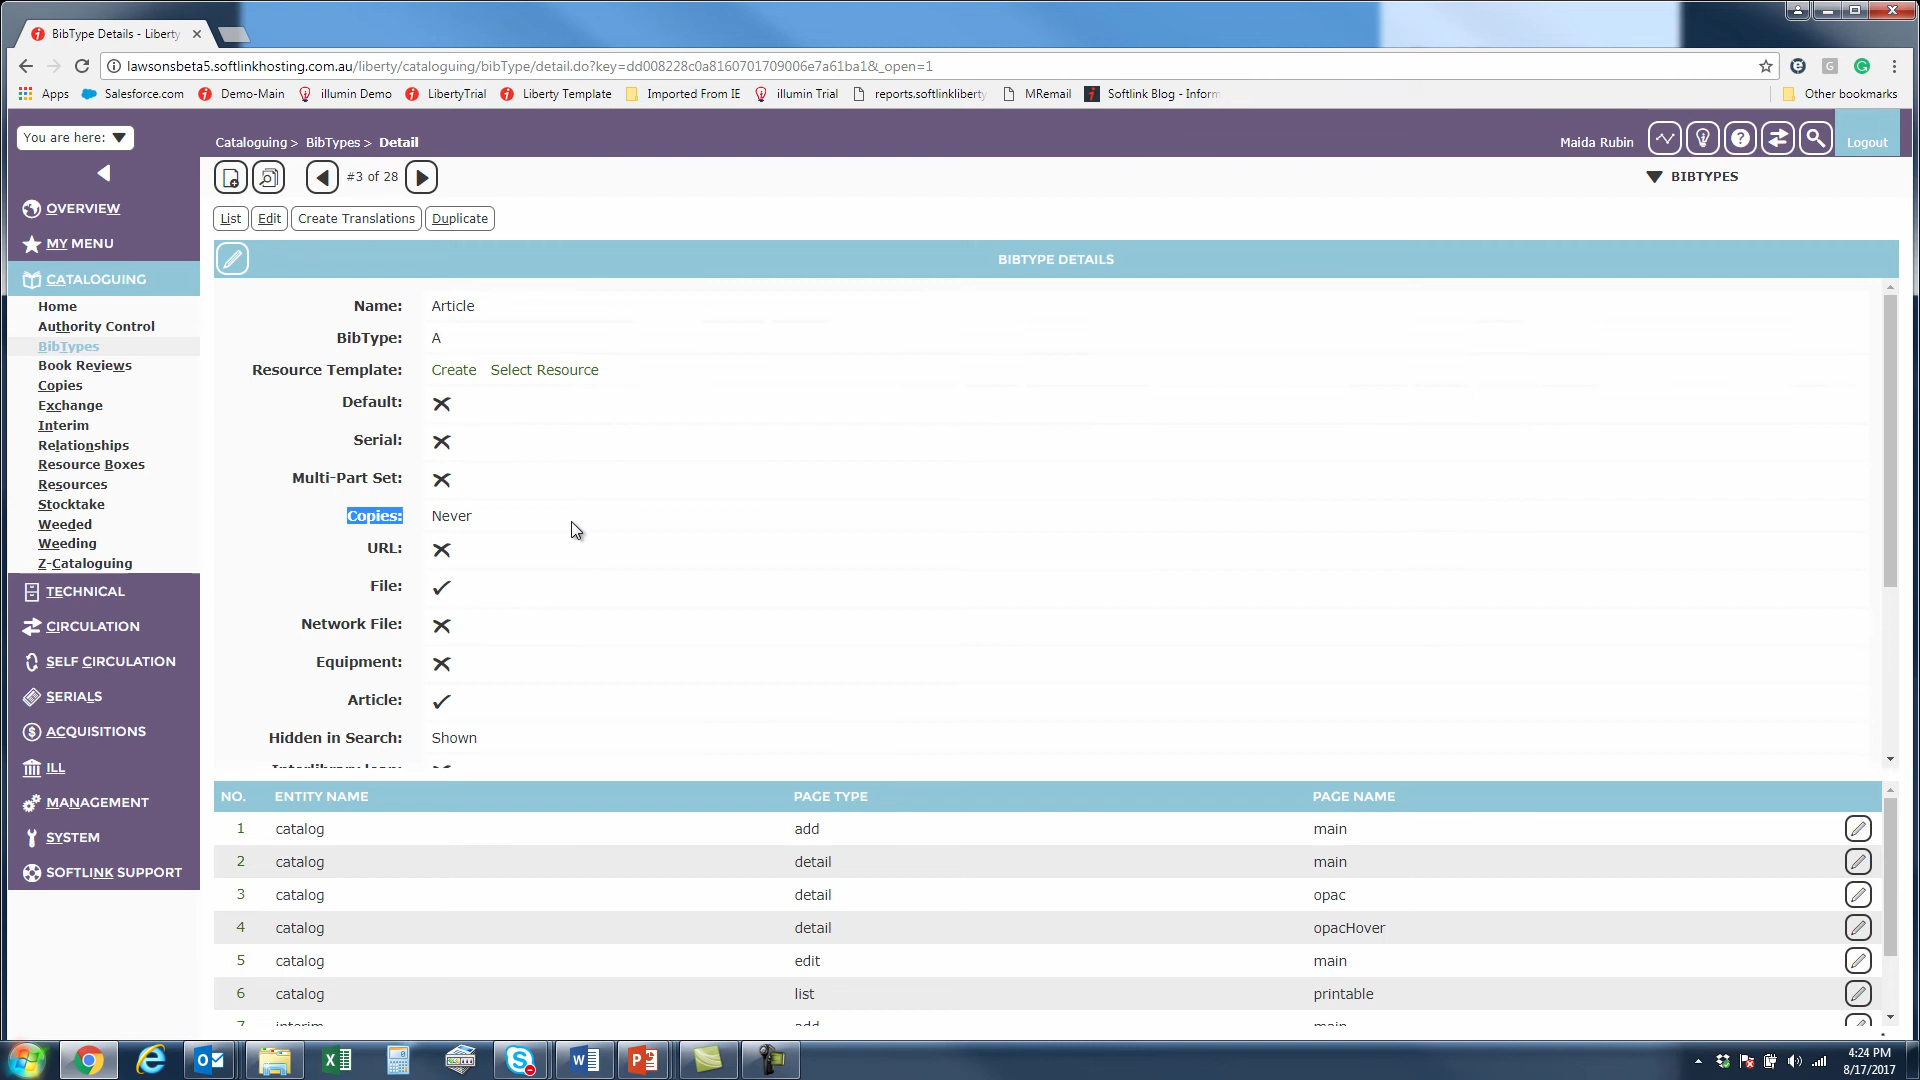 BibType Details - Liberty
lawsonsbeta5.softlinkhosting.com.au/liberty/cataloguing/bibType/detail.do?key=dd008228c0a8160701709006e7a61ba1&_open=1
Apps Salesforce.com Demo-Main illumin Demo LibertyTrial Liberty Template Imported From IE illumin Trial reports.softlinkliberty MRemail Softlink Blog - Inform Other bookmarks
You are here:
Cataloguing > BibTypes > Detail
Maida Rubin
Logout
#3 of 28
BIBTYPES
List Edit Create Translations Duplicate
OVERVIEW
MY MENU
CATALOGUING
Home
Authority Control
BibTypes
Book Reviews
Copies
Exchange
Interim
Relationships
Resource Boxes
Resources
Stocktake
Weeded
Weeding
Z-Cataloguing
TECHNICAL
CIRCULATION
SELF CIRCULATION
SERIALS
ACQUISITIONS
ILL
MANAGEMENT
SYSTEM
SOFTLINK SUPPORT
BIBTYPE DETAILS
Name: Article
BibType: A
Resource Template: Create Select Resource
Default:
Serial:
Multi-Part Set:
Copies: Never
URL:
File:
Network File:
Equipment:
Article:
Hidden in Search: Shown
Interlibrary loan:
NO. ENTITY NAME PAGE TYPE PAGE NAME
1 catalog add main
2 catalog detail main
3 catalog detail opac
4 catalog detail opacHover
5 catalog edit main
6 catalog list printable
7 interim add main
4:24 PM
8/17/2017